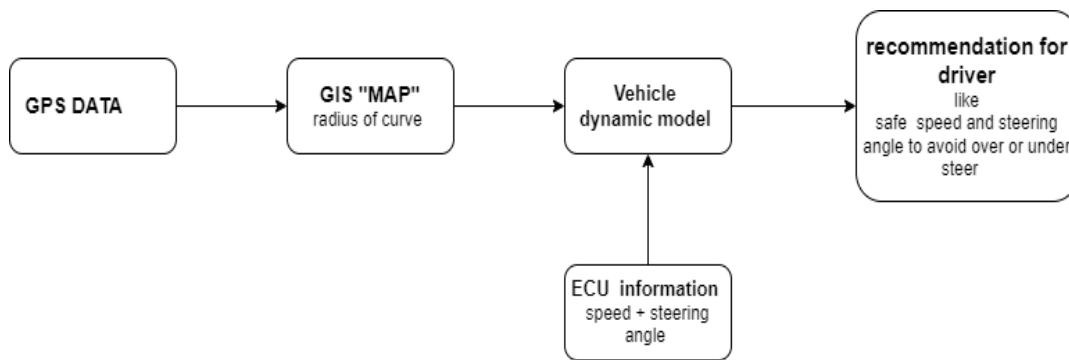 GPS DATA
GIS "MAP"
radius of curve
Vehicle
dynamic model
recommendation for
driver
like
safe speed and steering
angle to avoid over or under
steer
ECU information
speed + steering
angle